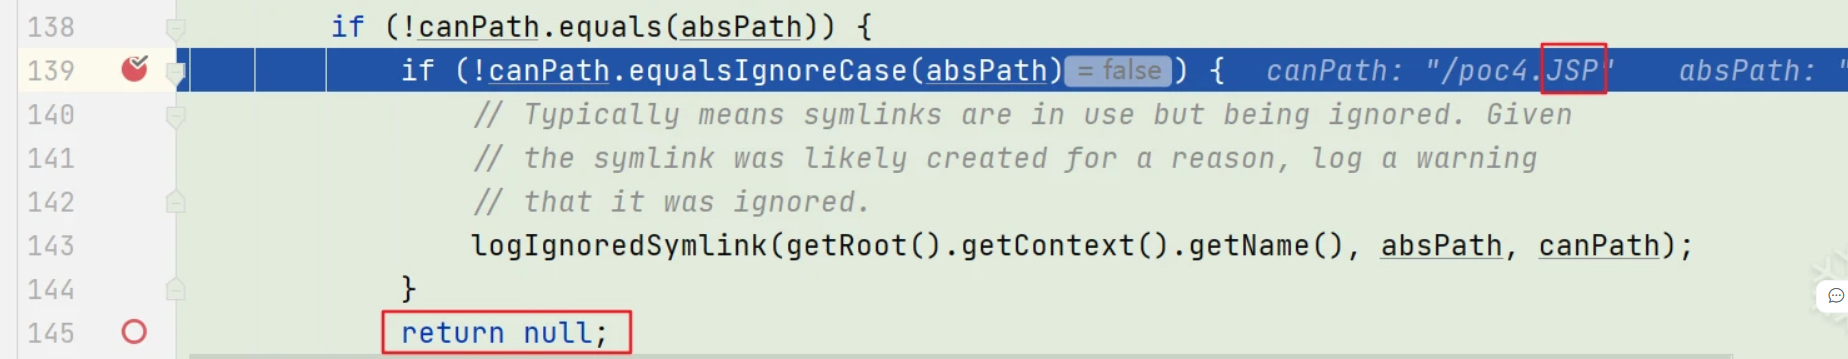 138 if (!canPath.equals(absPath)) {
139 if (!canPath.equalsIgnoreCase(absPath) = false ) { canPath: "/poc4.JSP" absPath: "
140 // Typically means symlinks are in use but being ignored. Given
141 // the symlink was likely created for a reason, log a warning
142 // that it was ignored.
143 logIgnoredSymlink(getRoot().getContext().getName(), absPath, canPath);
144 }
145 return null;